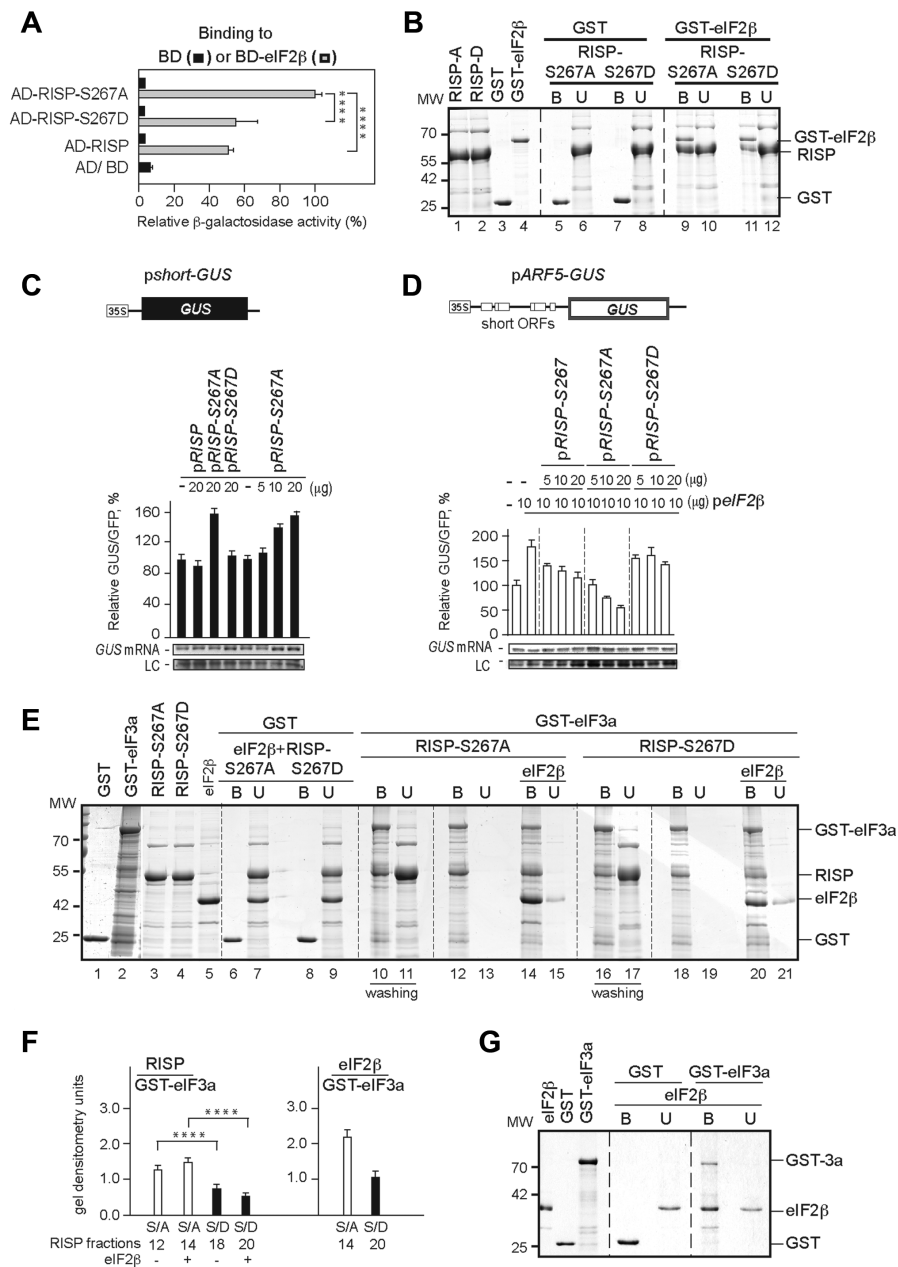 A
Binding to
BD (■) or BD-eIF2β (■)
AD-RISP-S267A
AD-RISP-S267D
AD-RISP
AD/ BD
****
****
0 20 40 60 80 100
Relative β-galactosidase activity (%)
B
RISP-A
RISP-D
GST
GST-eIF2β
GST
GST-eIF2β
RISP-
RISP-
S267A S267D
S267A S267D
MW
B U B U B U B U
70
55
42
25
GST-eIF2β
RISP
GST
1 2 3 4 5 6 7 8 9 10 11 12
C
pshort-GUS
35S
GUS
pRISP
pRISP-S267A
pRISP-S267D
pRISP-S267A
- 20 20 20 - 5 10 20 (µg)
Relative GUS/GFP, %
160
120
80
40
0
GUS mRNA
LC
D
pARF5-GUS
35S
GUS
short ORFs
pRISP-S267
pRISP-S267A
pRISP-S267D
5 10 20 5 10 20 5 10 20 (µg)
- - 
- 10 10 10 10 10 10 10 10 10 10 (µg) peIF2β
Relative GUS/GFP, %
200
150
100
50
0
GUS mRNA
LC
E
GST
GST-eIF3a
RISP-S267A
RISP-S267D
eIF2β
GST
eIF2β+RISP-
S267A S267D
GST-eIF3a
RISP-S267A
RISP-S267D
eIF2β
eIF2β
MW
B U B U B U B U B U B U B U B U
70
55
42
25
GST-eIF3a
RISP
eIF2β
GST
1 2 3 4 5 6 7 8 9 10 11 12 13 14 15 16 17 18 19 20 21
washing
washing
F
gel densitometry units
RISP
GST-eIF3a
3.0
2.0
1.0
0.0
****
****
S/A S/A S/D S/D
RISP fractions 12 14 18 20
eIF2β - + - +
eIF2β
GST-eIF3a
3.0
2.0
1.0
S/A S/D
14 20
G
eIF2β
GST
GST-eIF3a
GST
GST-eIF3a
eIF2β
MW
B U B U
70
42
25
GST-3a
eIF2β
GST